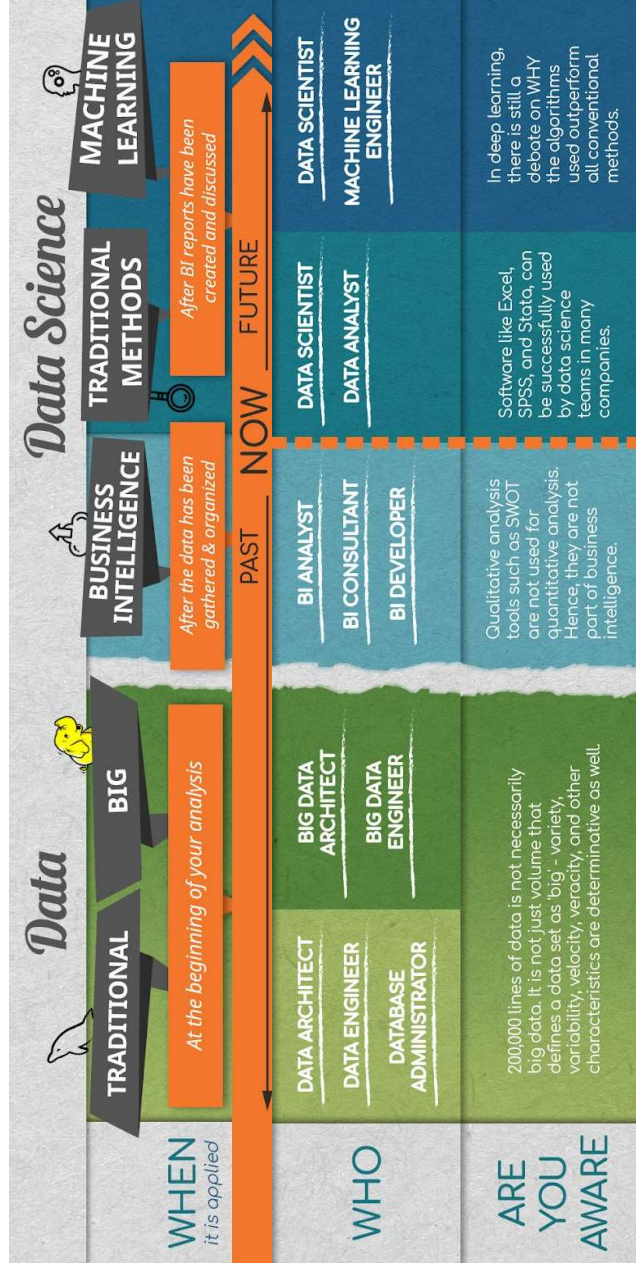 Data
Data Science
TRADITIONAL
BIG
BUSINESS
INTELLIGENCE
TRADITIONAL
METHODS
MACHINE
LEARNING
WHEN
it is applied
At the beginning of your analysis
After the data has been
gathered & organized
After BI reports have been
created and discussed
PAST
NOW
FUTURE
WHO
DATA ARCHITECT
DATA ENGINEER
DATABASE
ADMINISTRATOR
BIG DATA
ARCHITECT
BIG DATA
ENGINEER
BI ANALYST
BI CONSULTANT
BI DEVELOPER
DATA SCIENTIST
DATA ANALYST
DATA SCIENTIST
MACHINE LEARNING
ENGINEER
ARE
YOU
AWARE
200,000 lines of data is not necessarily
big data. It is not just volume that
defines a data set as 'big' - variety,
variability, velocity, veracity, and other
characteristics are determinative as well.
Qualitative analysis
tools such as SWOT
are not used for
quantitative analysis.
Hence, they are not
part of business
intelligence.
Software like Excel,
SPSS, and Stata, can
be successfully used
by data science
teams in many
companies.
In deep learning,
there is still a
debate on WHY
the algorithms
used outperform
all conventional
methods.